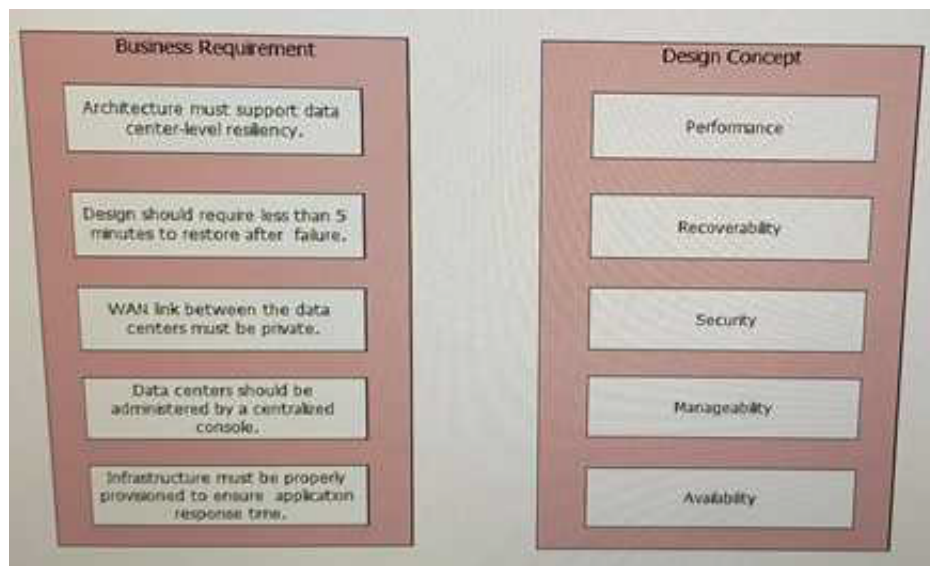 Business Requirement
Architecture must support data
center-level resiliency.
Design should require less than 5
minutes to restore after failure.
WAN link between the data
centers must be private.
Data centers should be
administered by a centralized
console.
Infrastructure must be properly
provisioned to ensure application
response time.
Design Concept
Performance
Recoverability
Security
Manageability
Availability